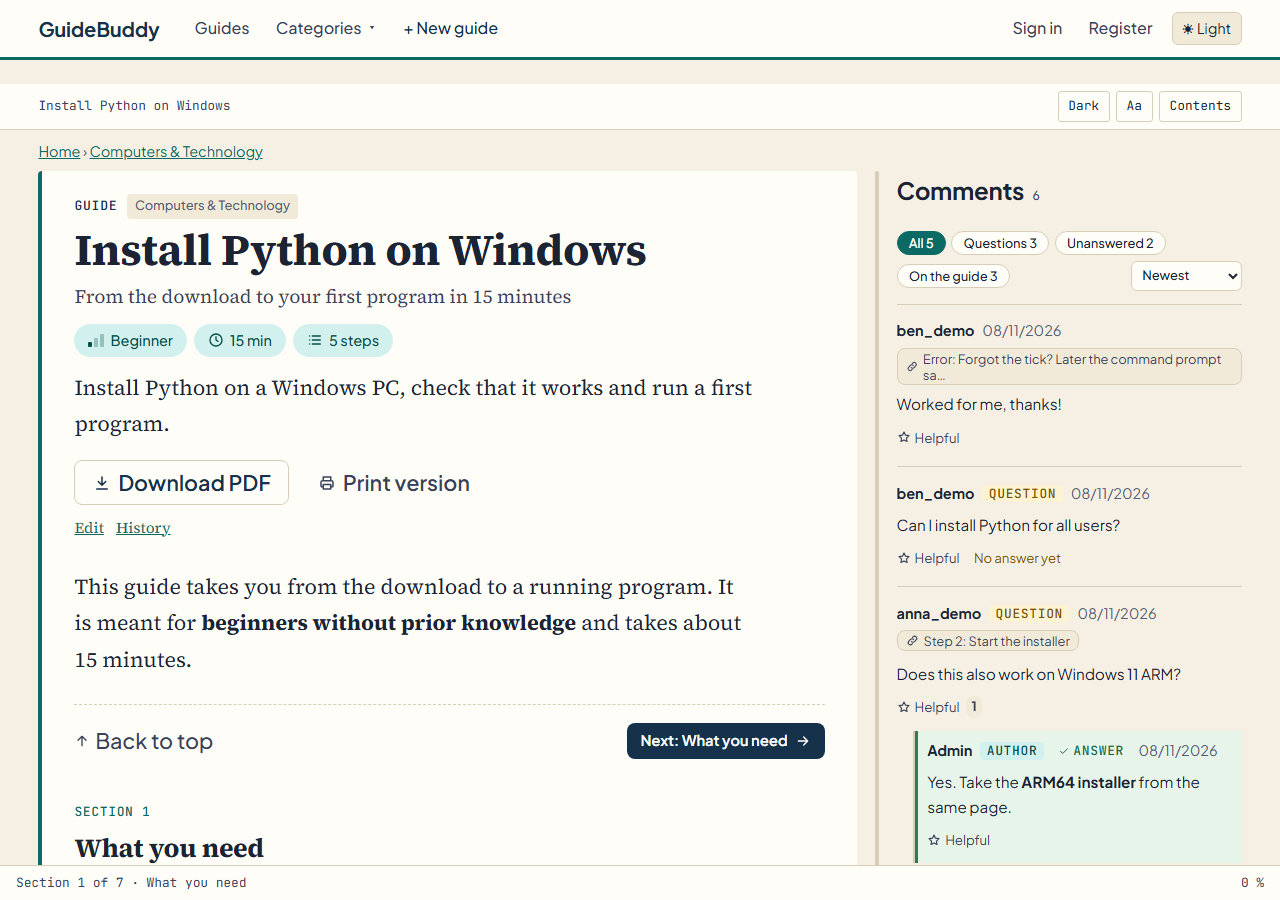 GuideBuddy Guides Categories + New guide Sign in Register Light
Install Python on Windows Dark Aa Contents
Home › Computers & Technology
GUIDE Computers & Technology
Install Python on Windows
From the download to your first program in 15 minutes
Beginner 15 min 5 steps
Install Python on a Windows PC, check that it works and run a first
program.
Download PDF Print version
Edit History
This guide takes you from the download to a running program. It
is meant for beginners without prior knowledge and takes about
15 minutes.
Back to top Next: What you need →
SECTION 1
What you need
Comments 6
All 5 Questions 3 Unanswered 2
On the guide 3 Newest
ben_demo 08/11/2026
Error: Forgot the tick? Later the command prompt
sa…
Worked for me, thanks!
Helpful
ben_demo QUESTION 08/11/2026
Can I install Python for all users?
Helpful No answer yet
anna_demo QUESTION 08/11/2026
Step 2: Start the installer
Does this also work on Windows 11 ARM?
Helpful 1
Admin AUTHOR ✓ ANSWER 08/11/2026
Yes. Take the ARM64 installer from the
same page.
Helpful
Section 1 of 7 · What you need 0 %